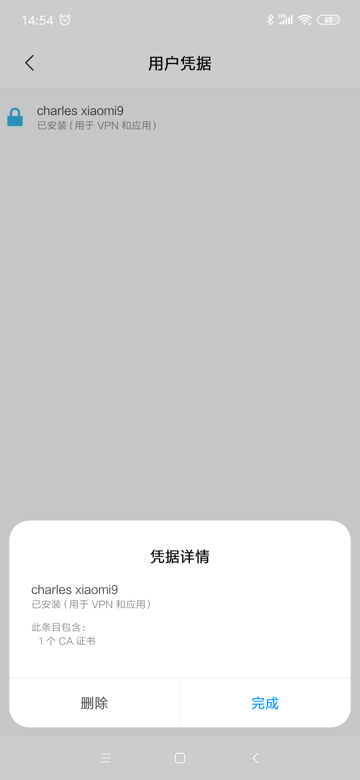 14:54
HD
65
用户凭据
charles xiaomi9
已安装（用于 VPN 和应用）
凭据详情
charles xiaomi9
已安装（用于 VPN 和应用）
此条目包含：
1 个 CA 证书
删除
完成